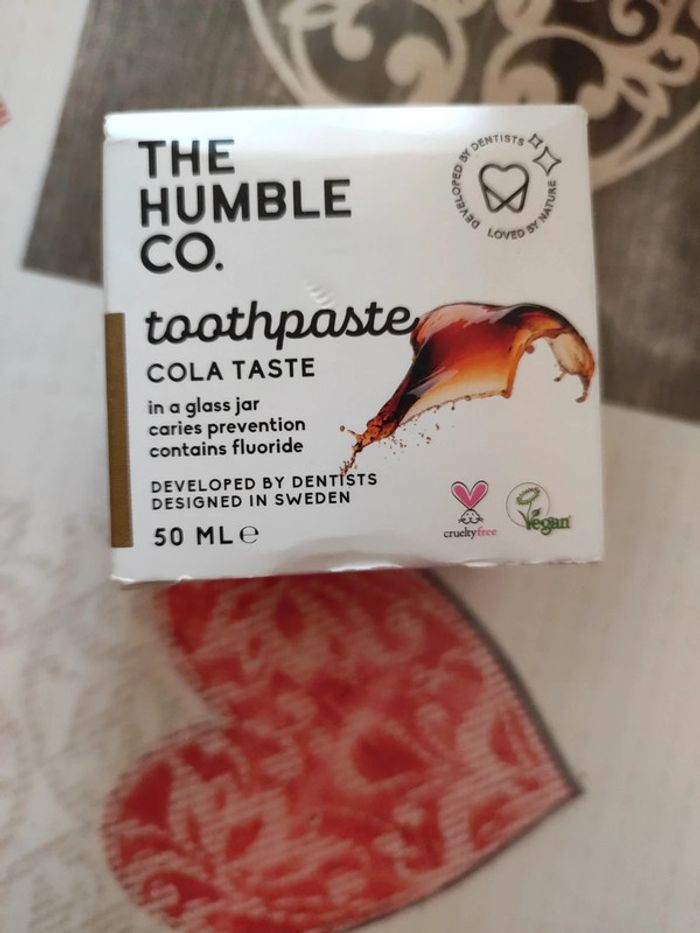 THE
HUMBLE
CO.
DEVELOPED BY DENTISTS
LOVED BY NATURE
toothpaste
COLA TASTE
in a glass jar
caries prevention
contains fluoride
DEVELOPED BY DENTISTS
DESIGNED IN SWEDEN
50 ML ℮
crueltyfree
Vegan